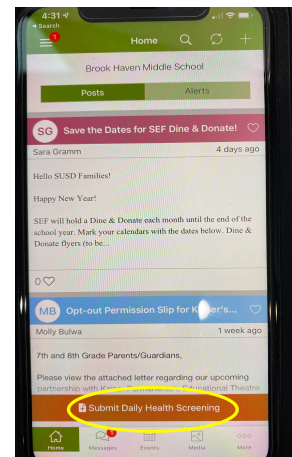 4:31
Search
1
Home
Brook Haven Middle School
Posts
Alerts
SG
Save the Dates for SEF Dine & Donate!
Sara Gramm
4 days ago
Hello SUSD Families!
Happy New Year!
SEF will hold a Dine & Donate each month until the end of the
school year. Mark your calendars with the dates below. Dine &
Donate flyers (to be...
0
MB
Opt-out Permission Slip for Kaiser's...
Molly Bulwa
1 week ago
7th and 8th Grade Parents/Guardians,
Please view the attached letter regarding our upcoming
partnership with Kaiser Permanente's Educational Theatre
Submit Daily Health Screening
Home
Messages
Events
Media
More